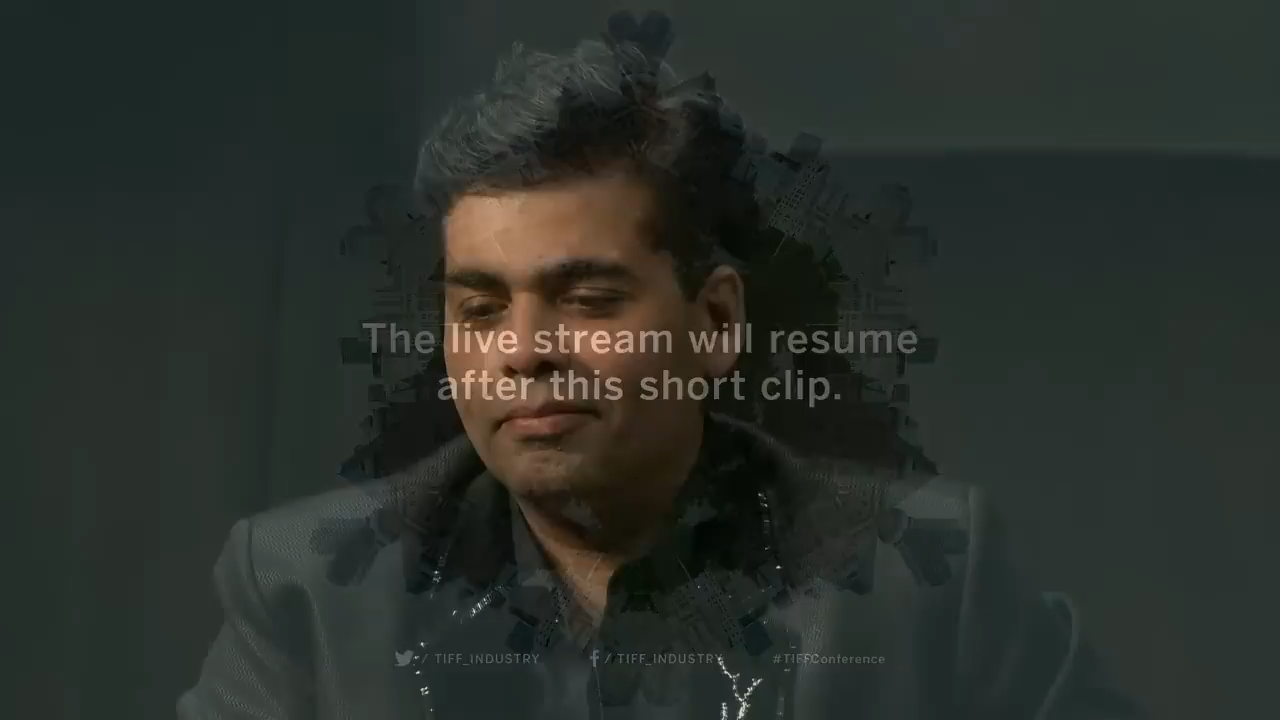 The live stream will resume
after this short clip.
/ TIFF_INDUSTRY / TIFF_INDUSTRY #TIFFConference